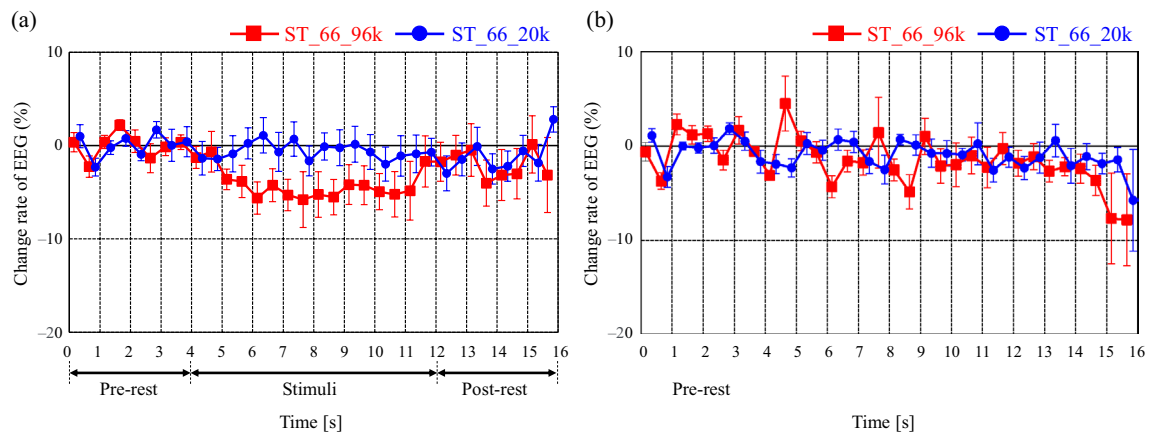 (a)
ST_66_96k ST_66_20k
10
0
–10
–20
Change rate of EEG (%)
0 1 2 3 4 5 6 7 8 9 10 11 12 13 14 15 16
Pre-rest Stimuli Post-rest
Time [s]
(b)
ST_66_96k ST_66_20k
10
0
–10
–20
Change rate of EEG (%)
0 1 2 3 4 5 6 7 8 9 10 11 12 13 14 15 16
Pre-rest
Time [s]